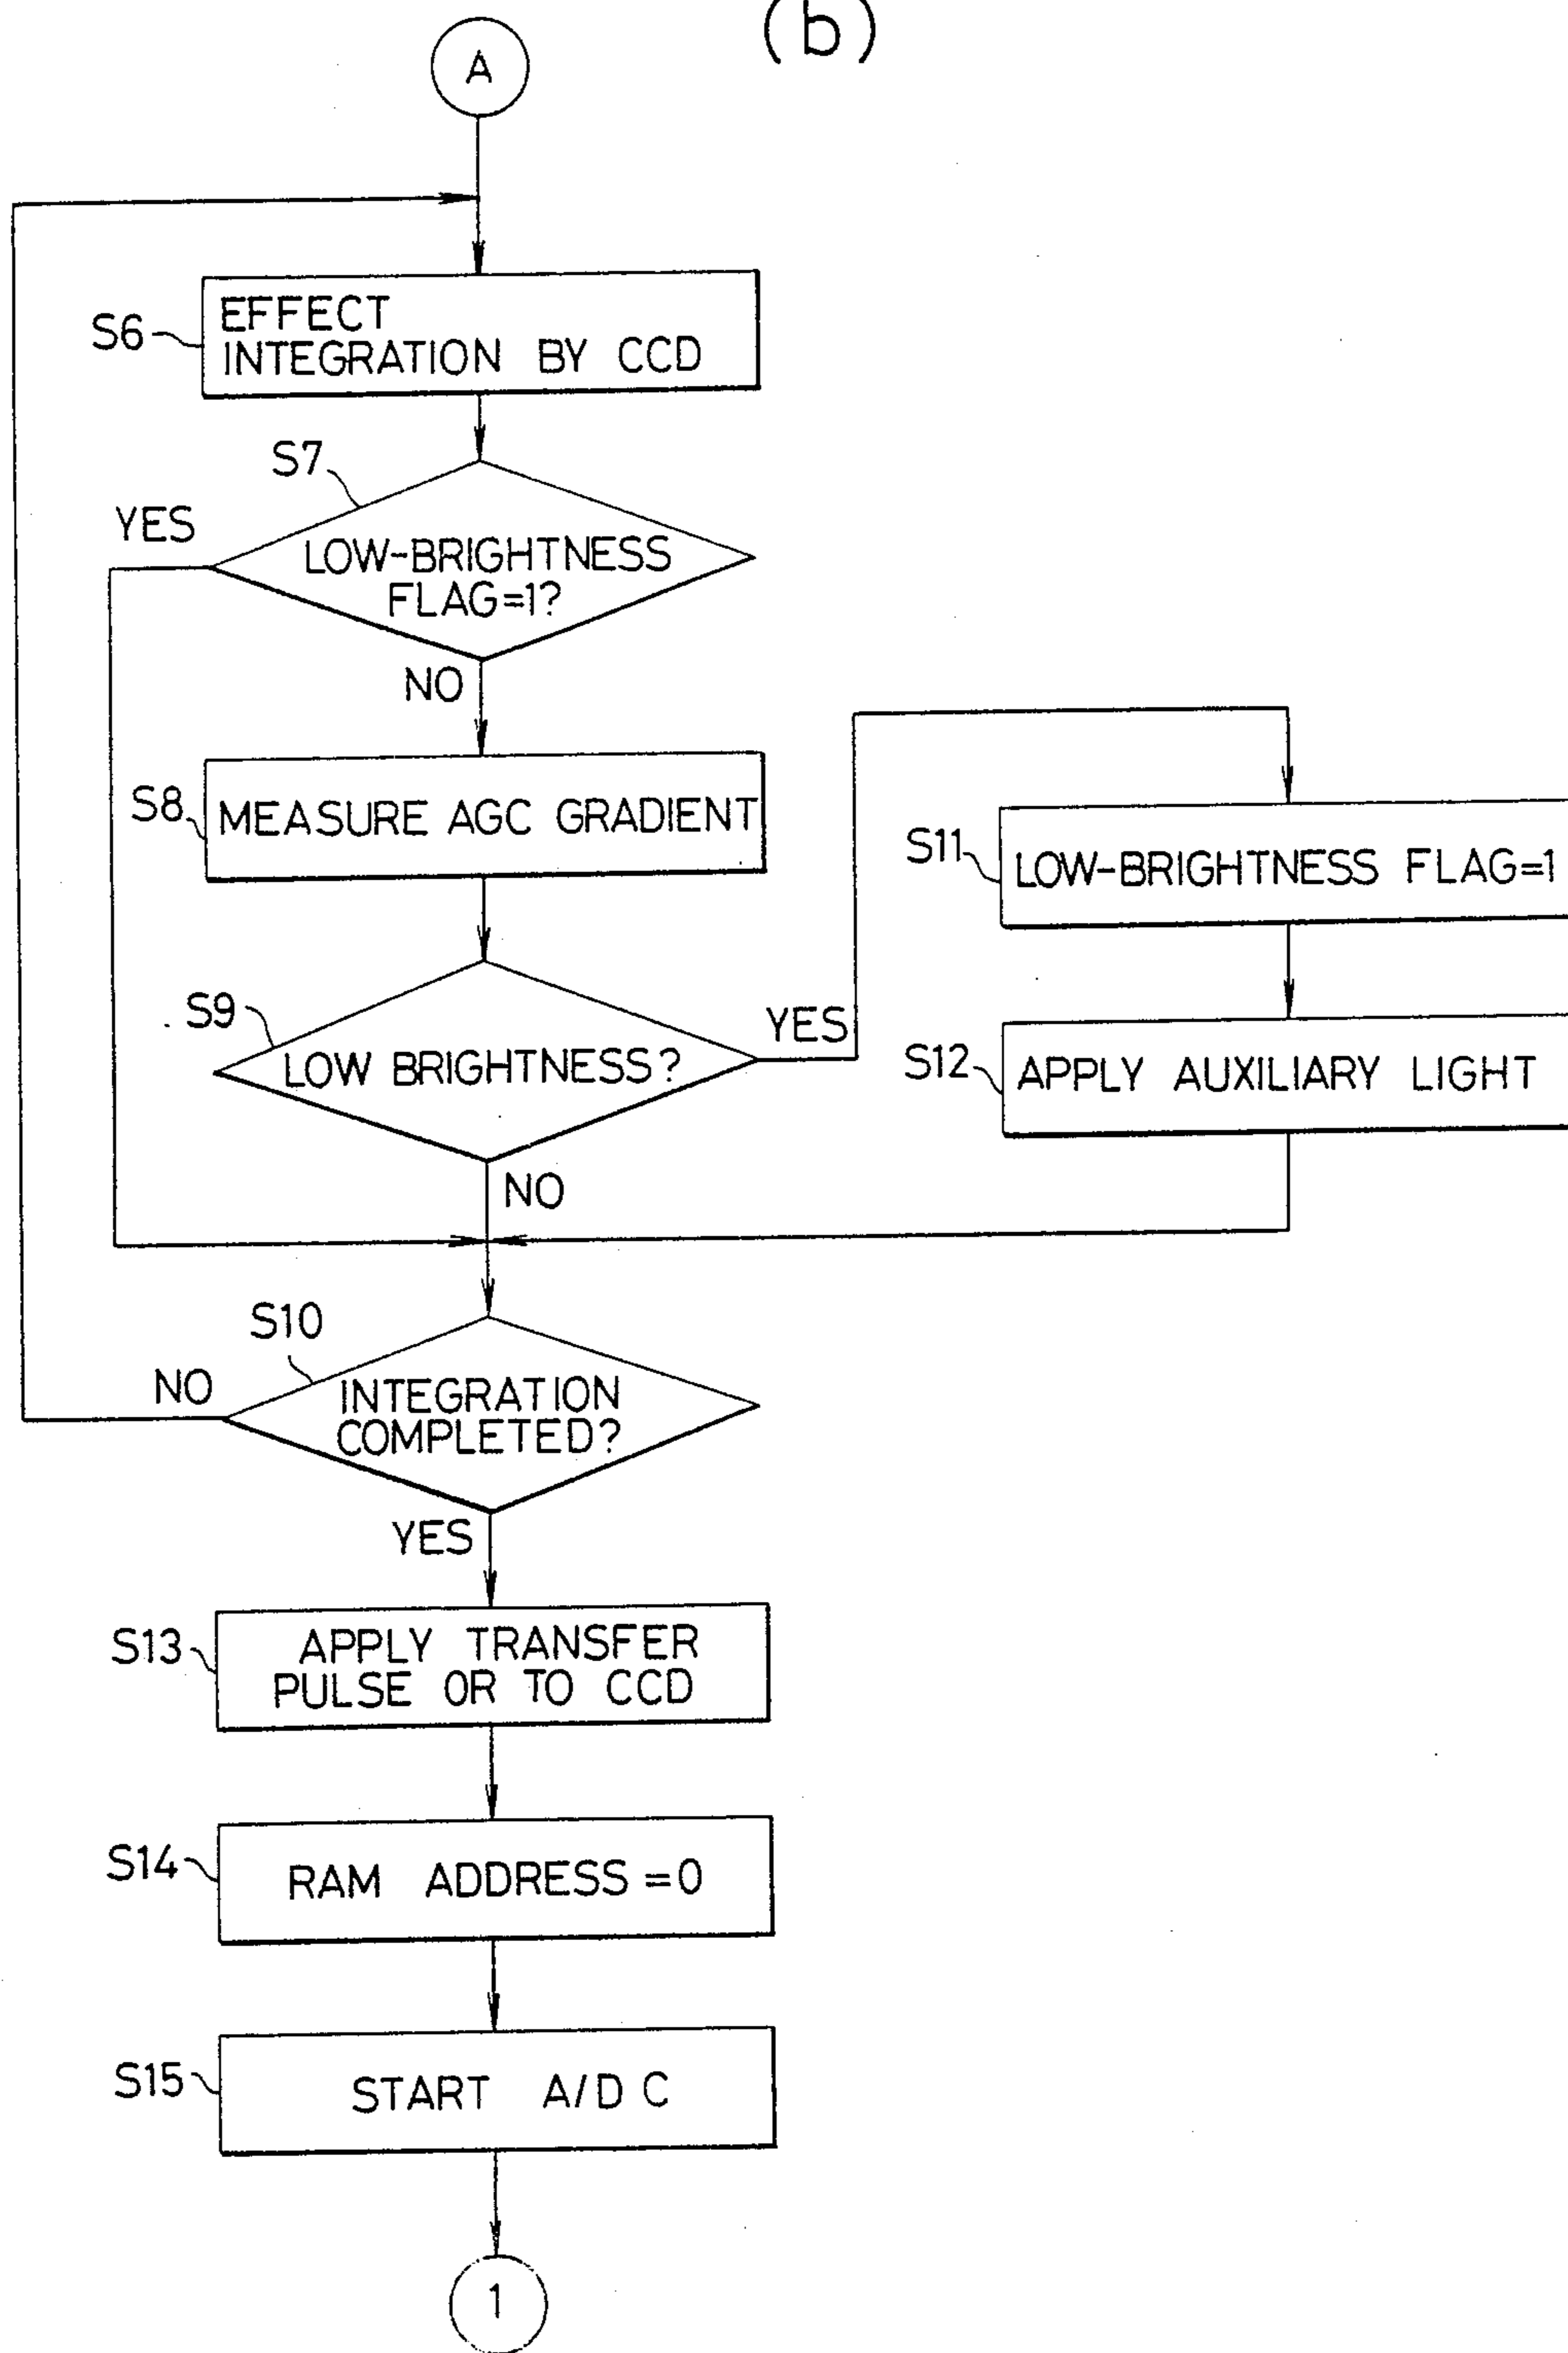 (b)
A
S6
EFFECT
INTEGRATION BY CCD
S7
YES
LOW-BRIGHTNESS
FLAG=1?
NO
S8
MEASURE AGC GRADIENT
S11
LOW-BRIGHTNESS FLAG=1
S9
LOW BRIGHTNESS?
YES
S12
APPLY AUXILIARY LIGHT
NO
S10
NO
INTEGRATION
COMPLETED?
YES
S13
APPLY TRANSFER
PULSE OR TO CCD
S14
RAM ADDRESS=0
S15
START A/D C
1